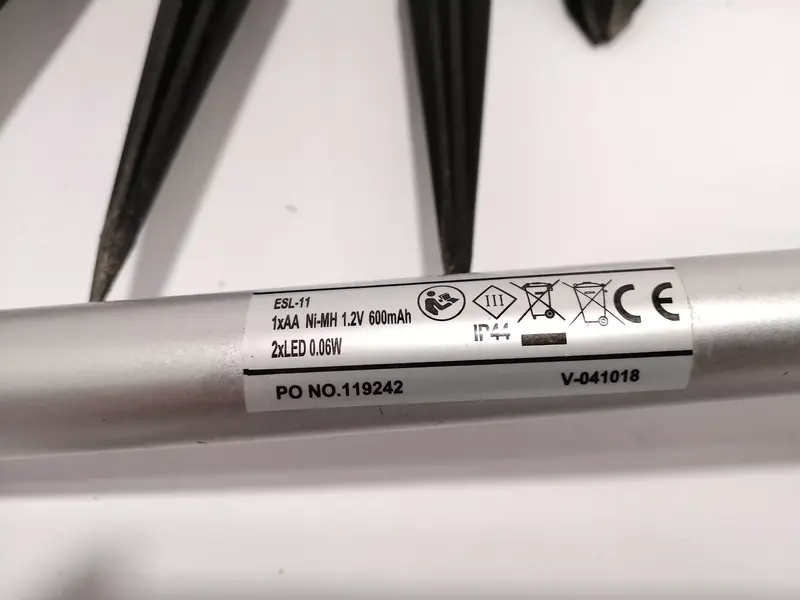 ESL-11
1xAA Ni-MH 1.2V 600mAh
2xLED 0.06W
III
IP44
CE
PO NO.119242
V-041018